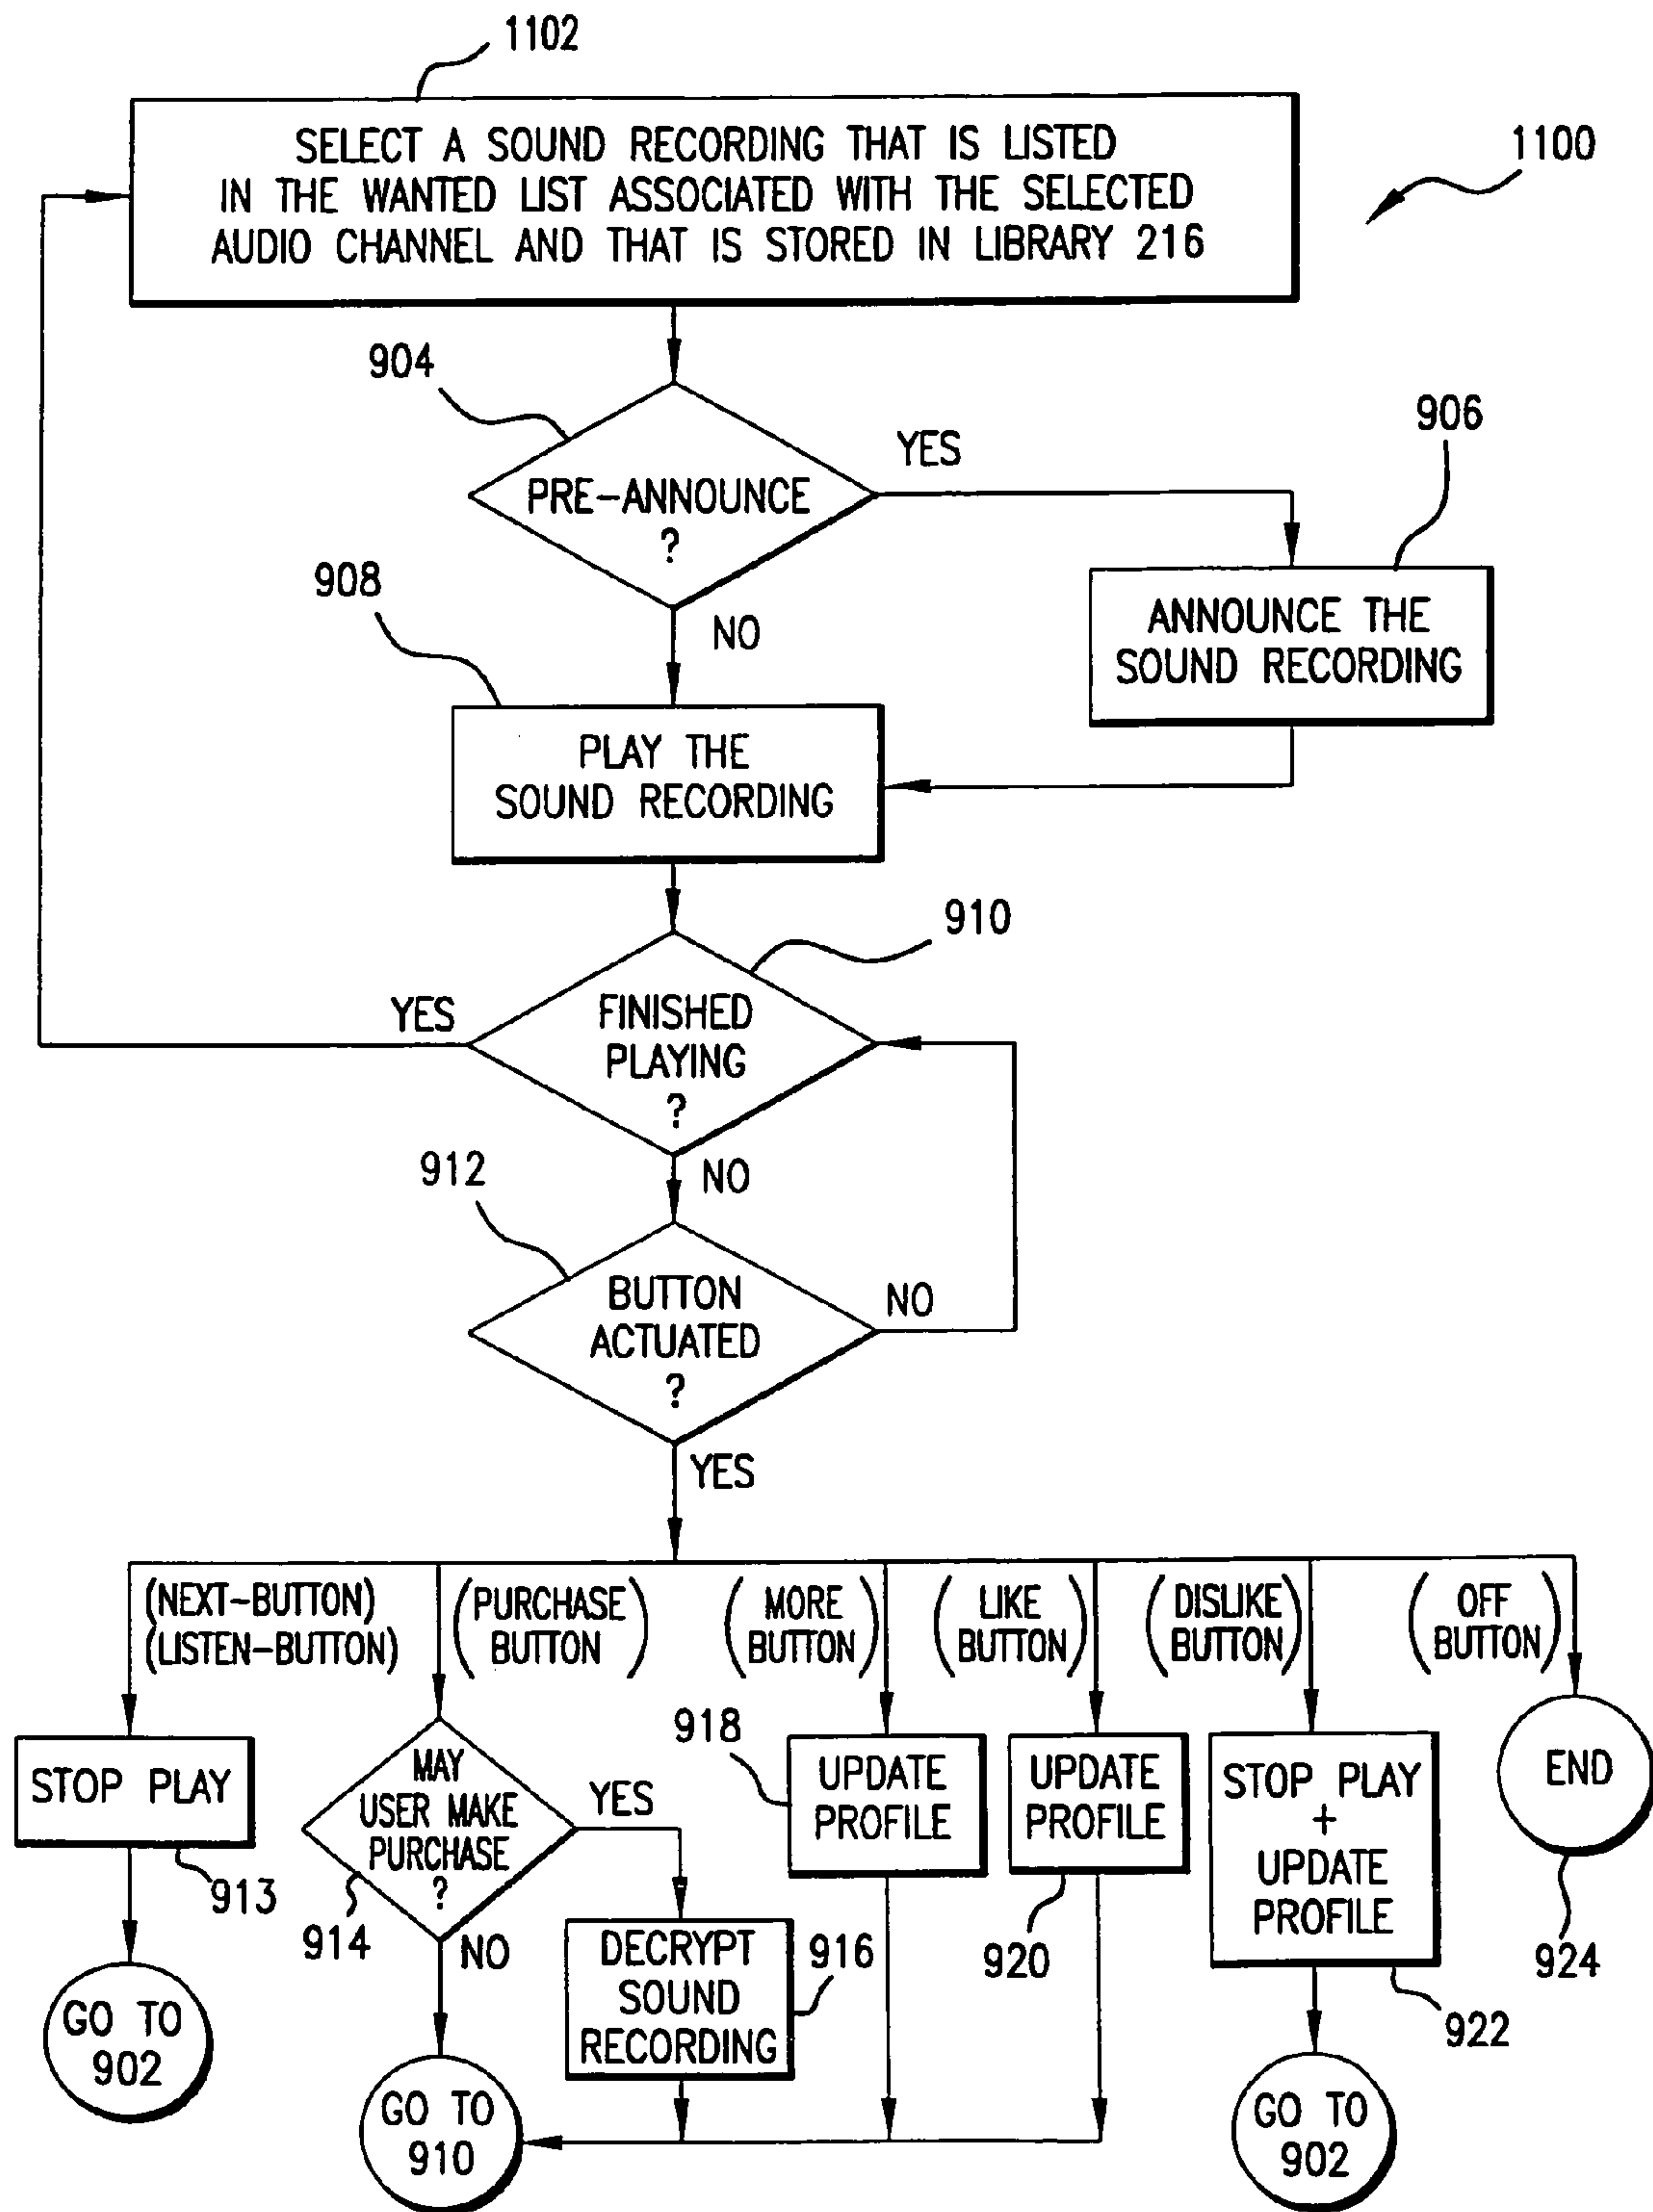 1102
SELECT A SOUND RECORDING THAT IS LISTED
IN THE WANTED LIST ASSOCIATED WITH THE SELECTED
AUDIO CHANNEL AND THAT IS STORED IN LIBRARY 216
1100
904
PRE-ANNOUNCE
?
YES
906
ANNOUNCE THE
SOUND RECORDING
NO
908
PLAY THE
SOUND RECORDING
910
FINISHED
PLAYING
?
YES
NO
912
BUTTON
ACTUATED
?
NO
YES
(NEXT-BUTTON)
(LISTEN-BUTTON)
(PURCHASE
BUTTON)
(MORE
BUTTON)
(LIKE
BUTTON)
(DISLIKE
BUTTON)
(OFF
BUTTON)
STOP PLAY
913
GO TO
902
MAY
USER MAKE
PURCHASE
?
914
YES
NO
DECRYPT
SOUND
RECORDING
916
GO TO
910
918
UPDATE
PROFILE
UPDATE
PROFILE
920
STOP PLAY
+
UPDATE
PROFILE
922
GO TO
902
END
924